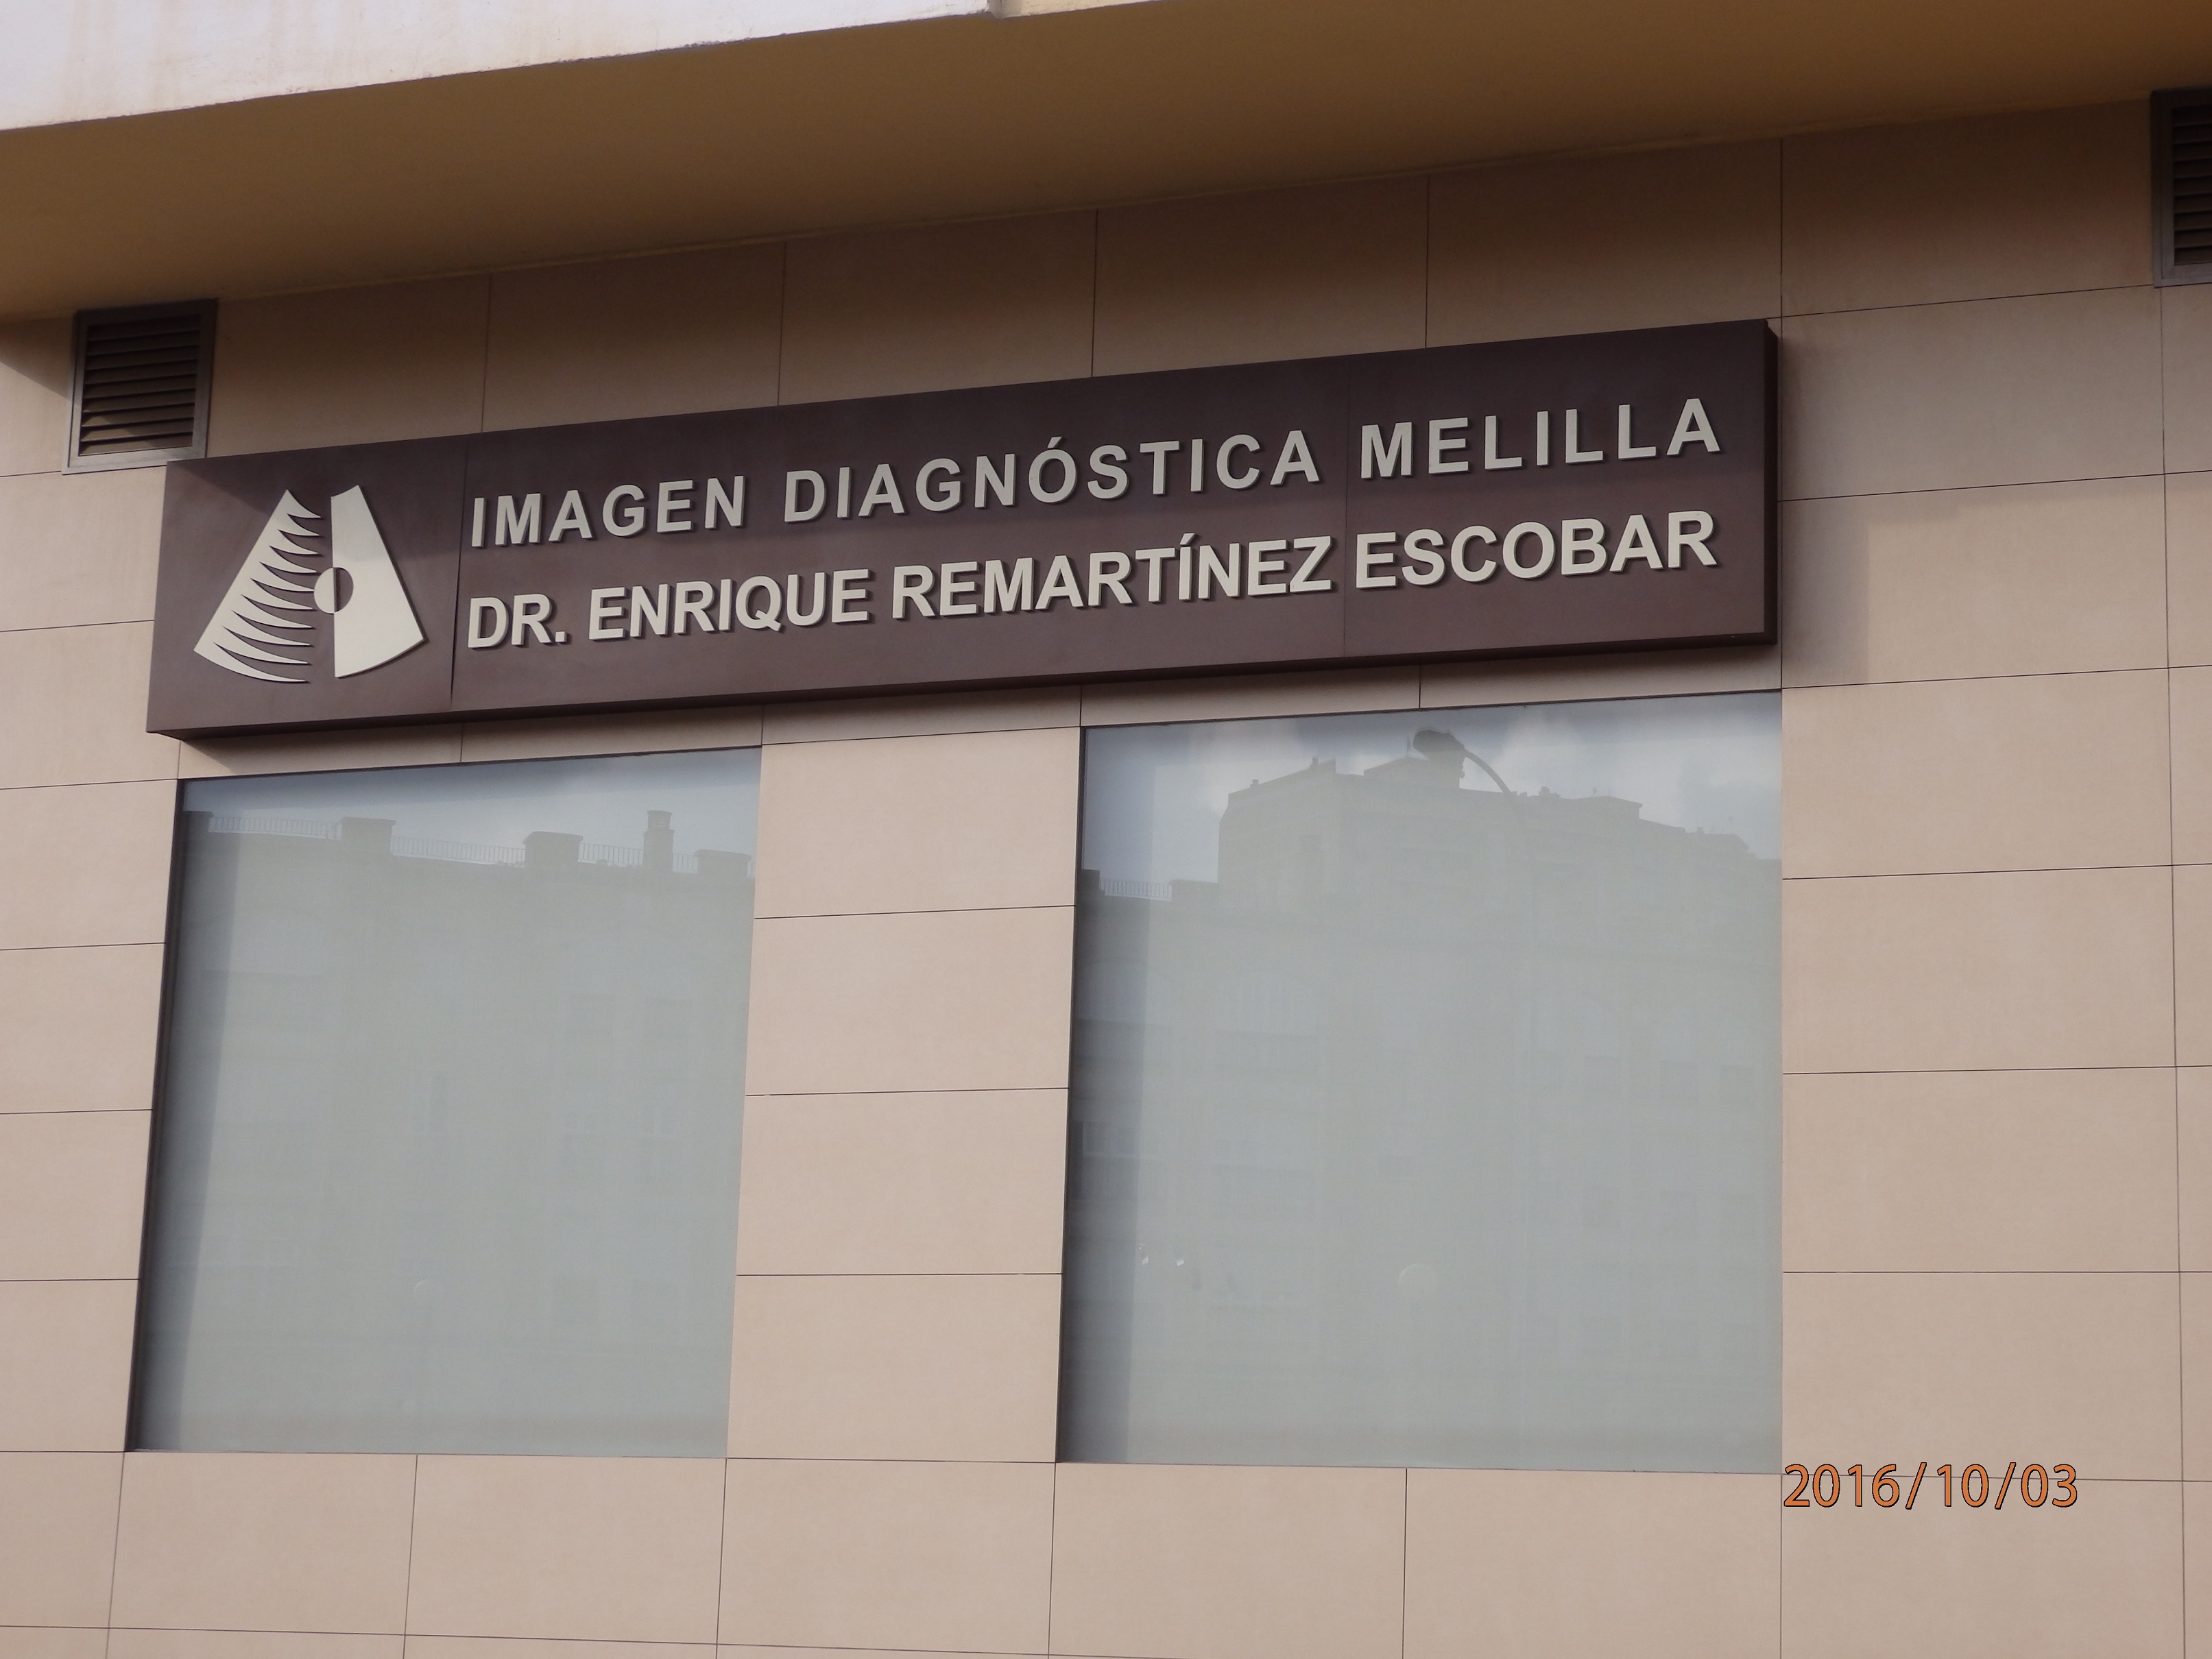 IMAGEN DIAGNÓSTICA MELILLA
DR. ENRIQUE REMARTÍNEZ ESCOBAR
2016/10/03